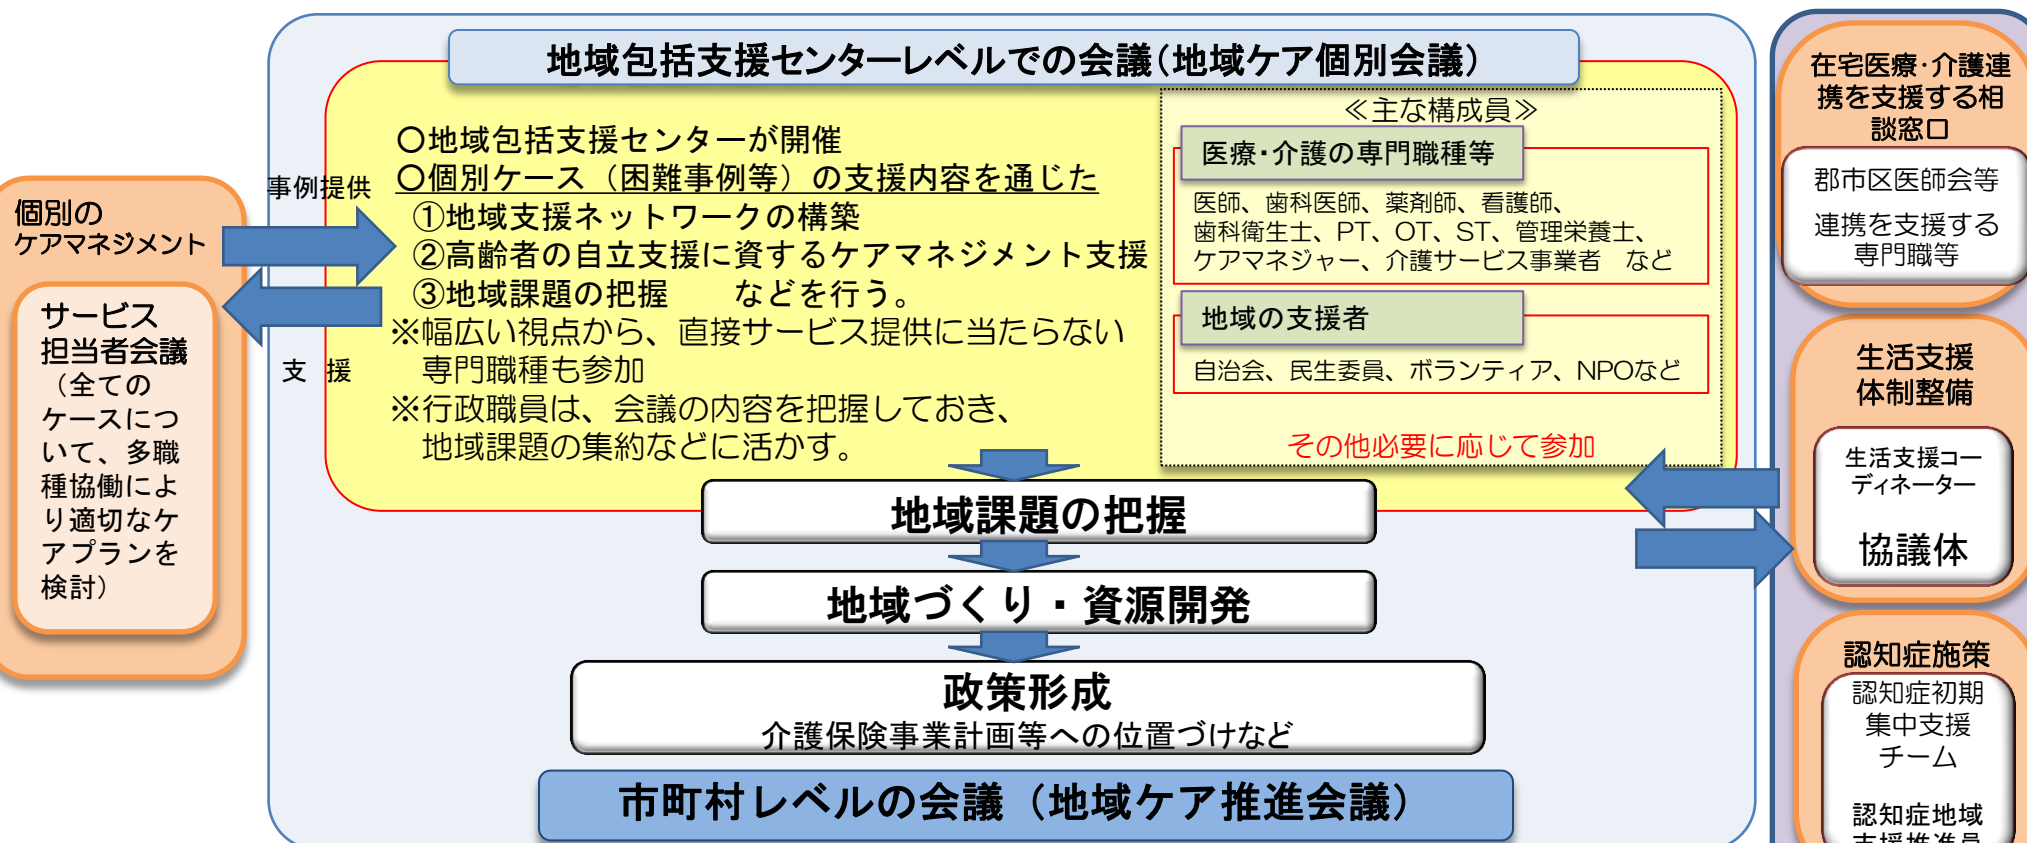 地域包括支援センターレベルでの会議（地域ケア個別会議）
個別の
ケアマネジメント
サービス
担当者会議
（全ての
ケースにつ
いて、多職
種協働によ
り適切なケ
アプランを
検討）
事例提供
支 援
〇地域包括支援センターが開催
〇個別ケース（困難事例等）の支援内容を通じた
①地域支援ネットワークの構築
②高齢者の自立支援に資するケアマネジメント支援
③地域課題の把握　　などを行う。
※幅広い視点から、直接サービス提供に当たらない
専門職種も参加
※行政職員は、会議の内容を把握しておき、
地域課題の集約などに活かす。
≪主な構成員≫
医療・介護の専門職種等
医師、歯科医師、薬剤師、看護師、
歯科衛生士、PT、OT、ST、管理栄養士、
ケアマネジャー、介護サービス事業者　など
地域の支援者
自治会、民生委員、ボランティア、NPOなど
その他必要に応じて参加
地域課題の把握
地域づくり・資源開発
政策形成
介護保険事業計画等への位置づけなど
市町村レベルの会議（地域ケア推進会議）
在宅医療・介護連
携を支援する相
談窓口
郡市区医師会等
連携を支援する
専門職等
生活支援
体制整備
生活支援コー
ディネーター
協議体
認知症施策
認知症初期
集中支援
チーム
認知症地域
支援推進員